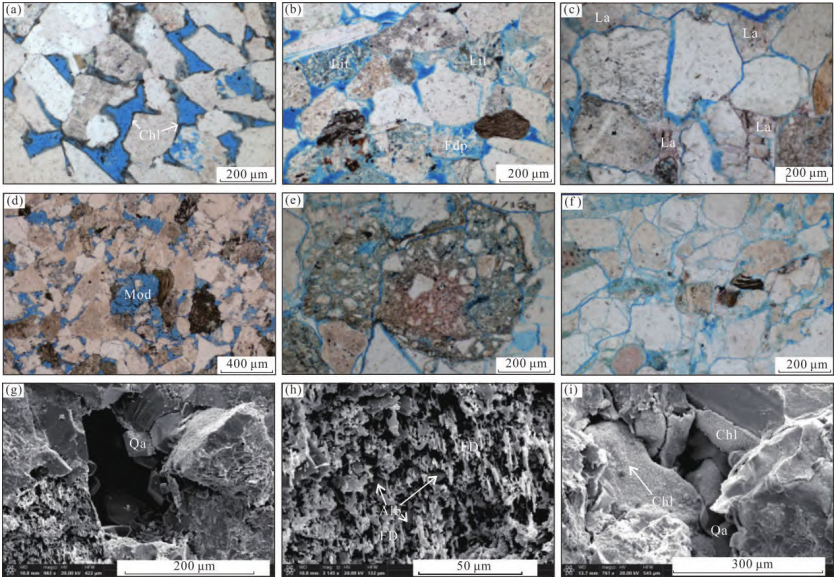 (a)
Chl
200 μm
(b)
Lit
Lit
Fdp
200 μm
(c)
La
La
La
La
200 μm
(d)
Mod
400 μm
(e)
200 μm
(f)
200 μm
(g)
Qa
200 μm
(h)
FD
Alb
FD
50 μm
(i)
Chl
Chl
Qa
300 μm